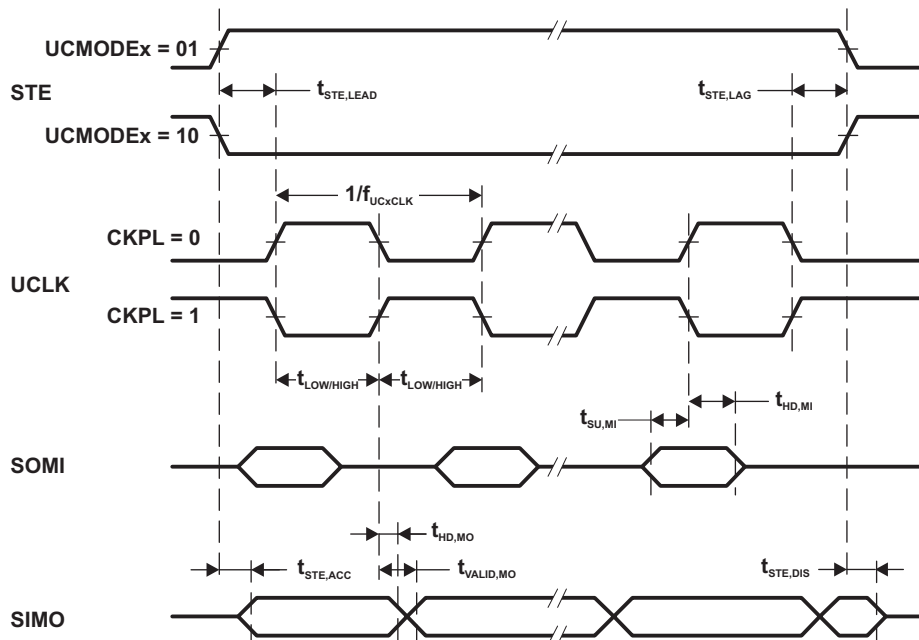 UCMODEx = 01
STE
tSTE,LEAD
tSTE,LAG
UCMODEx = 10
1/fUCxCLK
CKPL = 0
UCLK
CKPL = 1
tLOW/HIGH tLOW/HIGH
tSU,MI
tHD,MI
SOMI
tHD,MO
tSTE,ACC
tVALID,MO
tSTE,DIS
SIMO